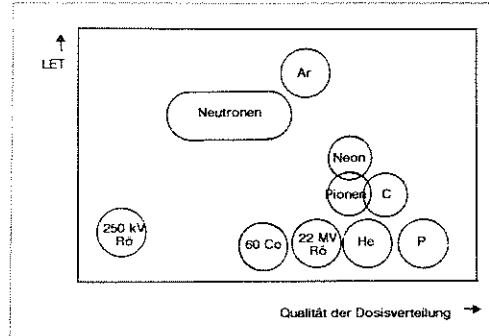 LET
Ar
Neutronen
Neon
Pionen
C
250 kV
Rö
60 Co
22 MV
Rö
He
P
Qualität der Dosisverteilung